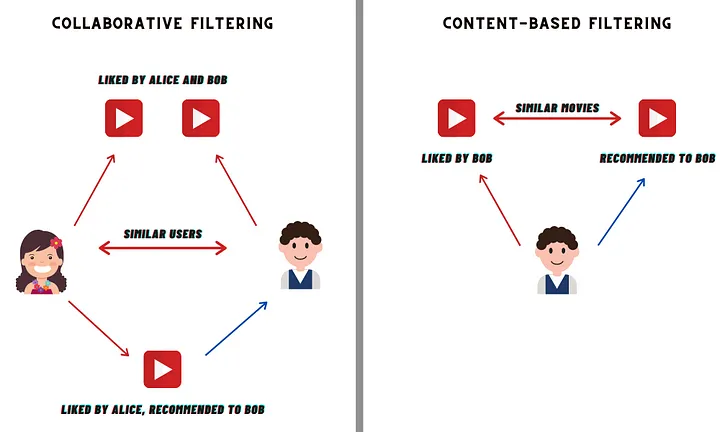 COLLABORATIVE FILTERING
LIKED BY ALICE AND BOB
SIMILAR USERS
LIKED BY ALICE, RECOMMENDED TO BOB
CONTENT-BASED FILTERING
SIMILAR MOVIES
LIKED BY BOB
RECOMMENDED TO BOB